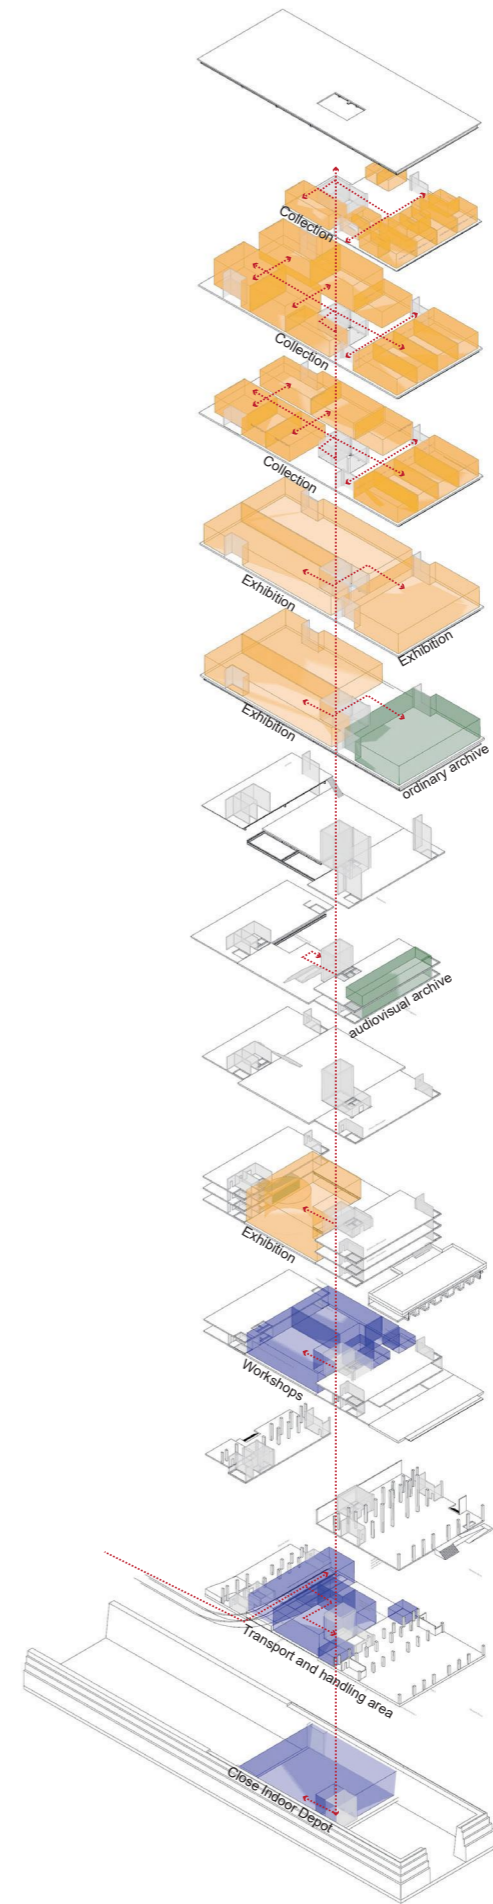 Collection
Collection
Collection
Exhibition
Exhibition
Exhibition
ordinary archive
audiovisual archive
Exhibition
Workshops
Transport and handling area
Close Indoor Depot